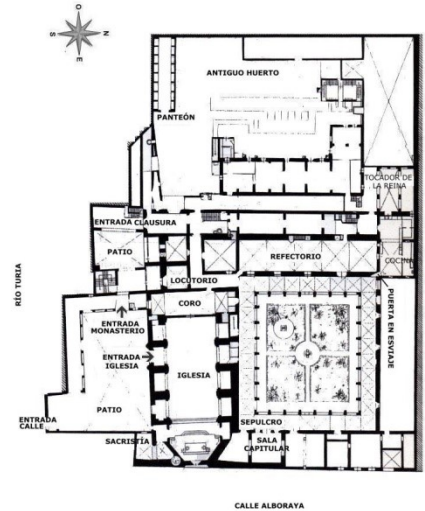 O
S
N
E
ANTIGUO HUERTO
PANTEÓN
TOCADOR DE
LA REINA
ENTRADA CLAUSURA
PATIO
REFECTORIO
COCINA
LOCUTORIO
CORO
RÍO TURIA
ENTRADA
MONASTERIO
ENTRADA
IGLESIA
IGLESIA
PUERTA EN ESVIAJE
PATIO
ENTRADA
CALLE
SEPULCRO
SACRISTÍA
SALA
CAPITULAR
CALLE ALBORAYA